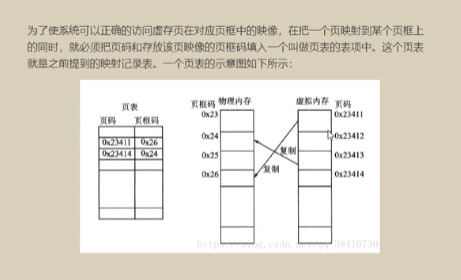 为了使系统可以正确的访问虚存页在对应页框中的映像，在把一个页映射到某个页框上
的同时，就必须把页码和存放该页映像的页框码填入一个叫做页表的表项中。这个页表
就是之前提到的映射记录表。一个页表的示意图如下所示：
页表
页码 页框码
0x23411 0x26
0x23414 0x24
页框码 物理内存 虚拟内存 页码
0x23 0x23411
0x24 0x23412
复制
0x25 0x23413
复制
0x26 0x23414